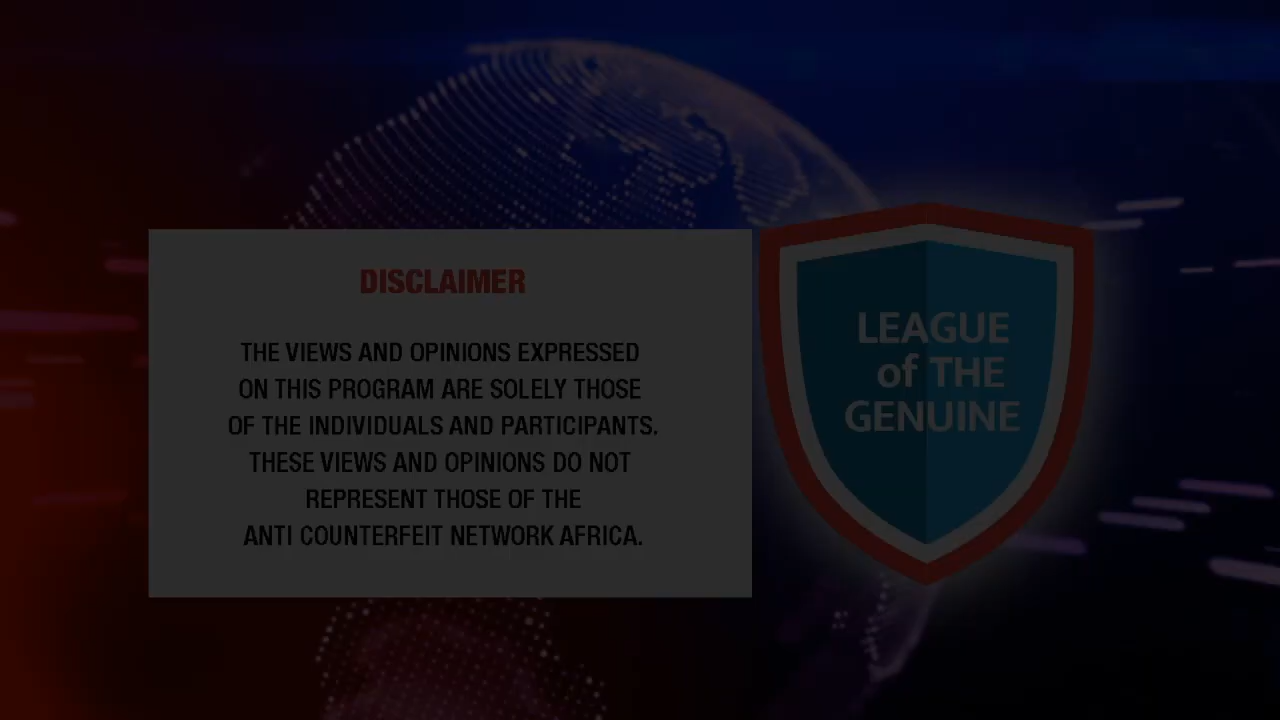 DISCLAIMER
THE VIEWS AND OPINIONS EXPRESSED
ON THIS PROGRAM ARE SOLELY THOSE
OF THE INDIVIDUALS AND PARTICIPANTS.
THESE VIEWS AND OPINIONS DO NOT
REPRESENT THOSE OF THE
ANTI COUNTERFEIT NETWORK AFRICA.
LEAGUE
of THE
GENUINE